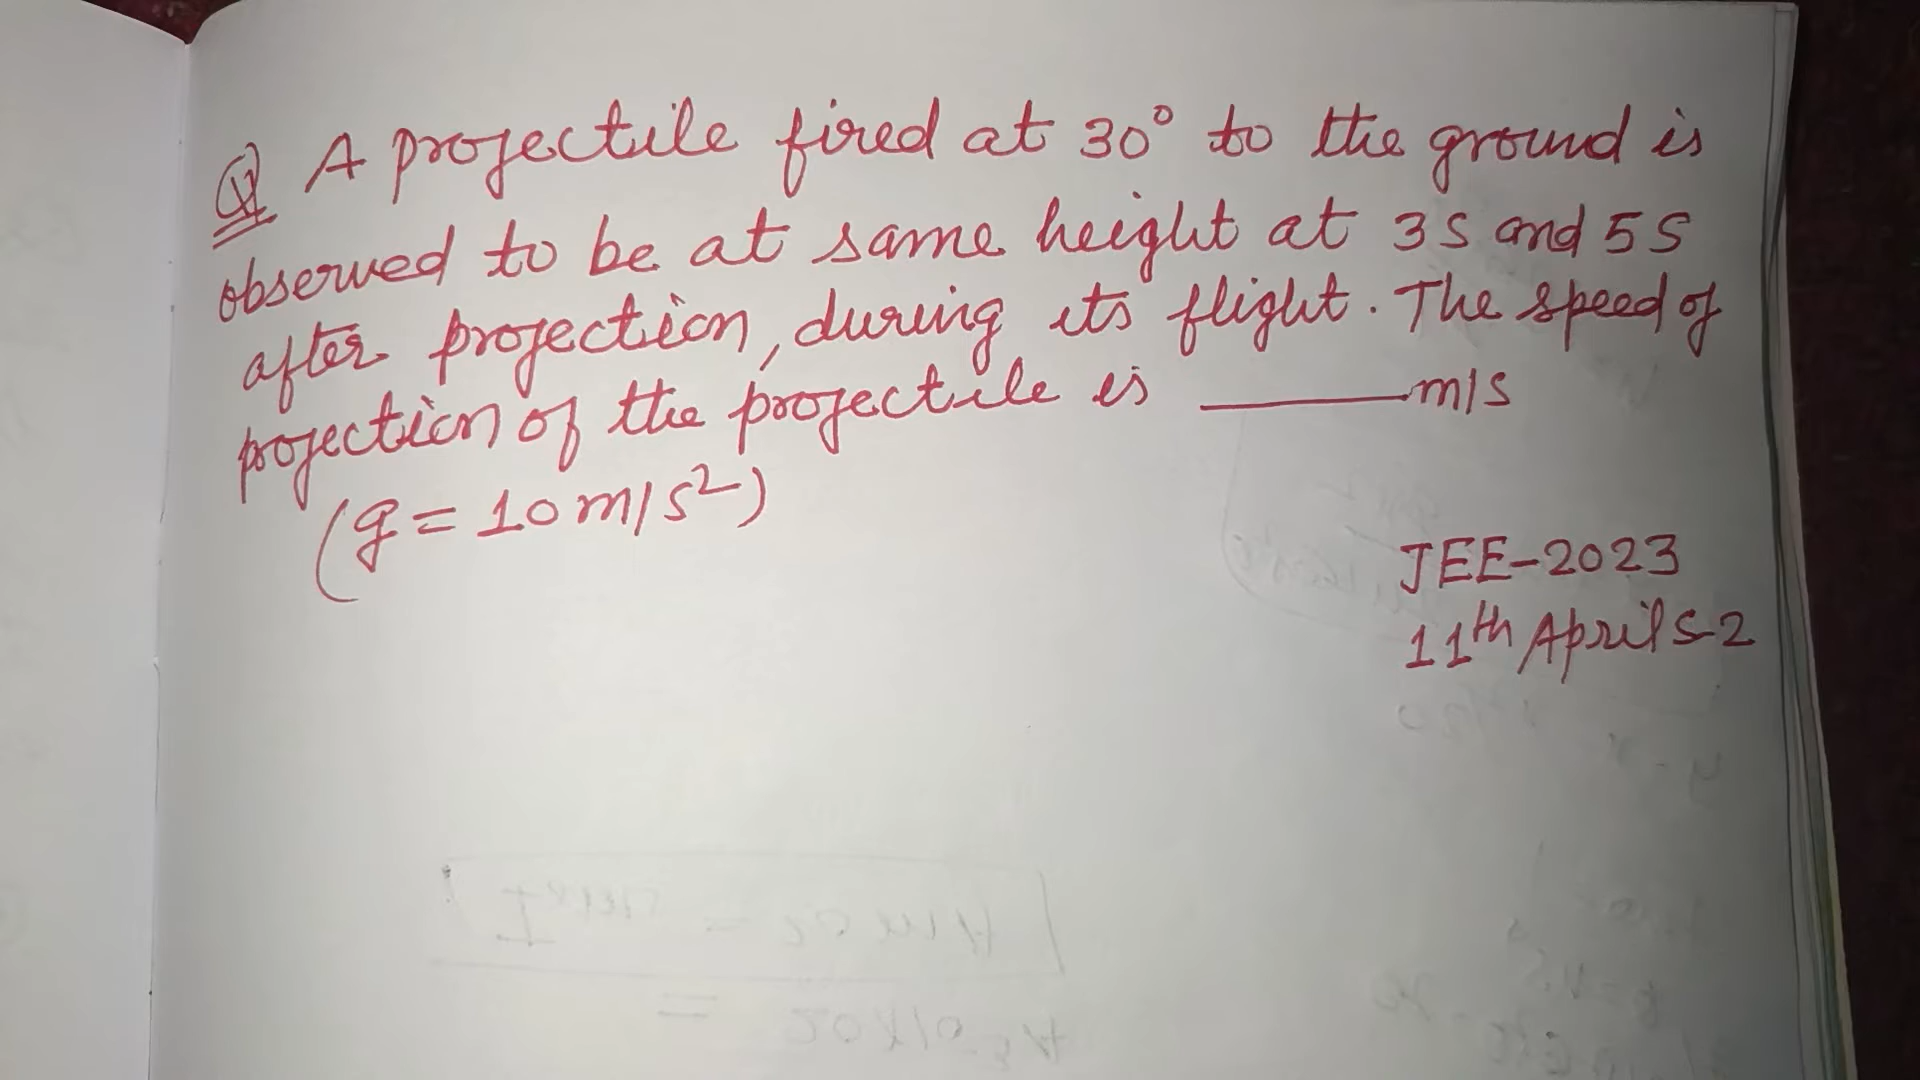 Q A projectile fired at 30° to the ground is
observed to be at same height at 3s and 5s
after projection, during its flight. The speed of
projection of the projectile is ______ m/s
(g = 10 m/s²)
JEE-2023
11th April S-2